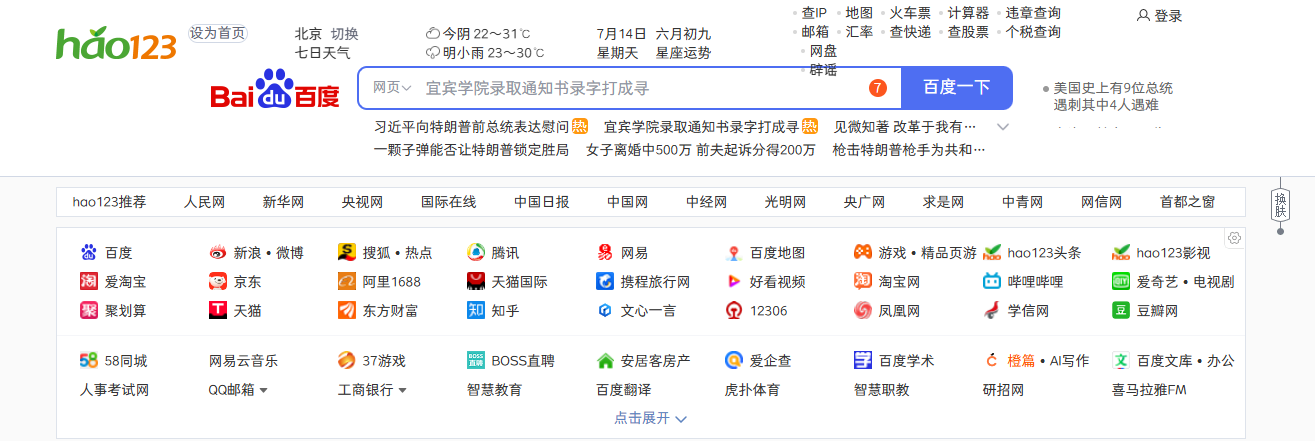 hao123 设为首页 北京 切换 今阴 22～31℃ 7月14日 六月初九 查IP 地图 火车票 计算器 违章查询 登录
七日天气 明小雨 23～30℃ 星期天 星座运势 邮箱 汇率 查快递 查股票 个税查询
网盘
辟谣
Bai du 百度 网页 宜宾学院录取通知书录字打成寻 7 百度一下
美国史上有9位总统
遇刺其中4人遇难
习近平向特朗普前总统表达慰问 热 宜宾学院录取通知书录字打成寻 热 见微知著 改革于我有…
一颗子弹能否让特朗普锁定胜局 女子离婚中500万 前夫起诉分得200万 枪击特朗普枪手为共和…
换肤
hao123推荐 人民网 新华网 央视网 国际在线 中国日报 中国网 中经网 光明网 央广网 求是网 中青网 网信网 首都之窗
百度 新浪 • 微博 搜狐 • 热点 腾讯 网易 百度地图 游戏 • 精品页游 hao123头条 hao123影视
爱淘宝 京东 阿里1688 天猫国际 携程旅行网 好看视频 淘宝网 哔哩哔哩 爱奇艺 • 电视剧
聚划算 天猫 东方财富 知乎 文心一言 12306 凤凰网 学信网 豆瓣网
58同城 网易云音乐 37游戏 BOSS直聘 安居客房产 爱企查 百度学术 橙篇 • AI写作 百度文库 • 办公
人事考试网 QQ邮箱 工商银行 智慧教育 百度翻译 虎扑体育 智慧职教 研招网 喜马拉雅FM
点击展开